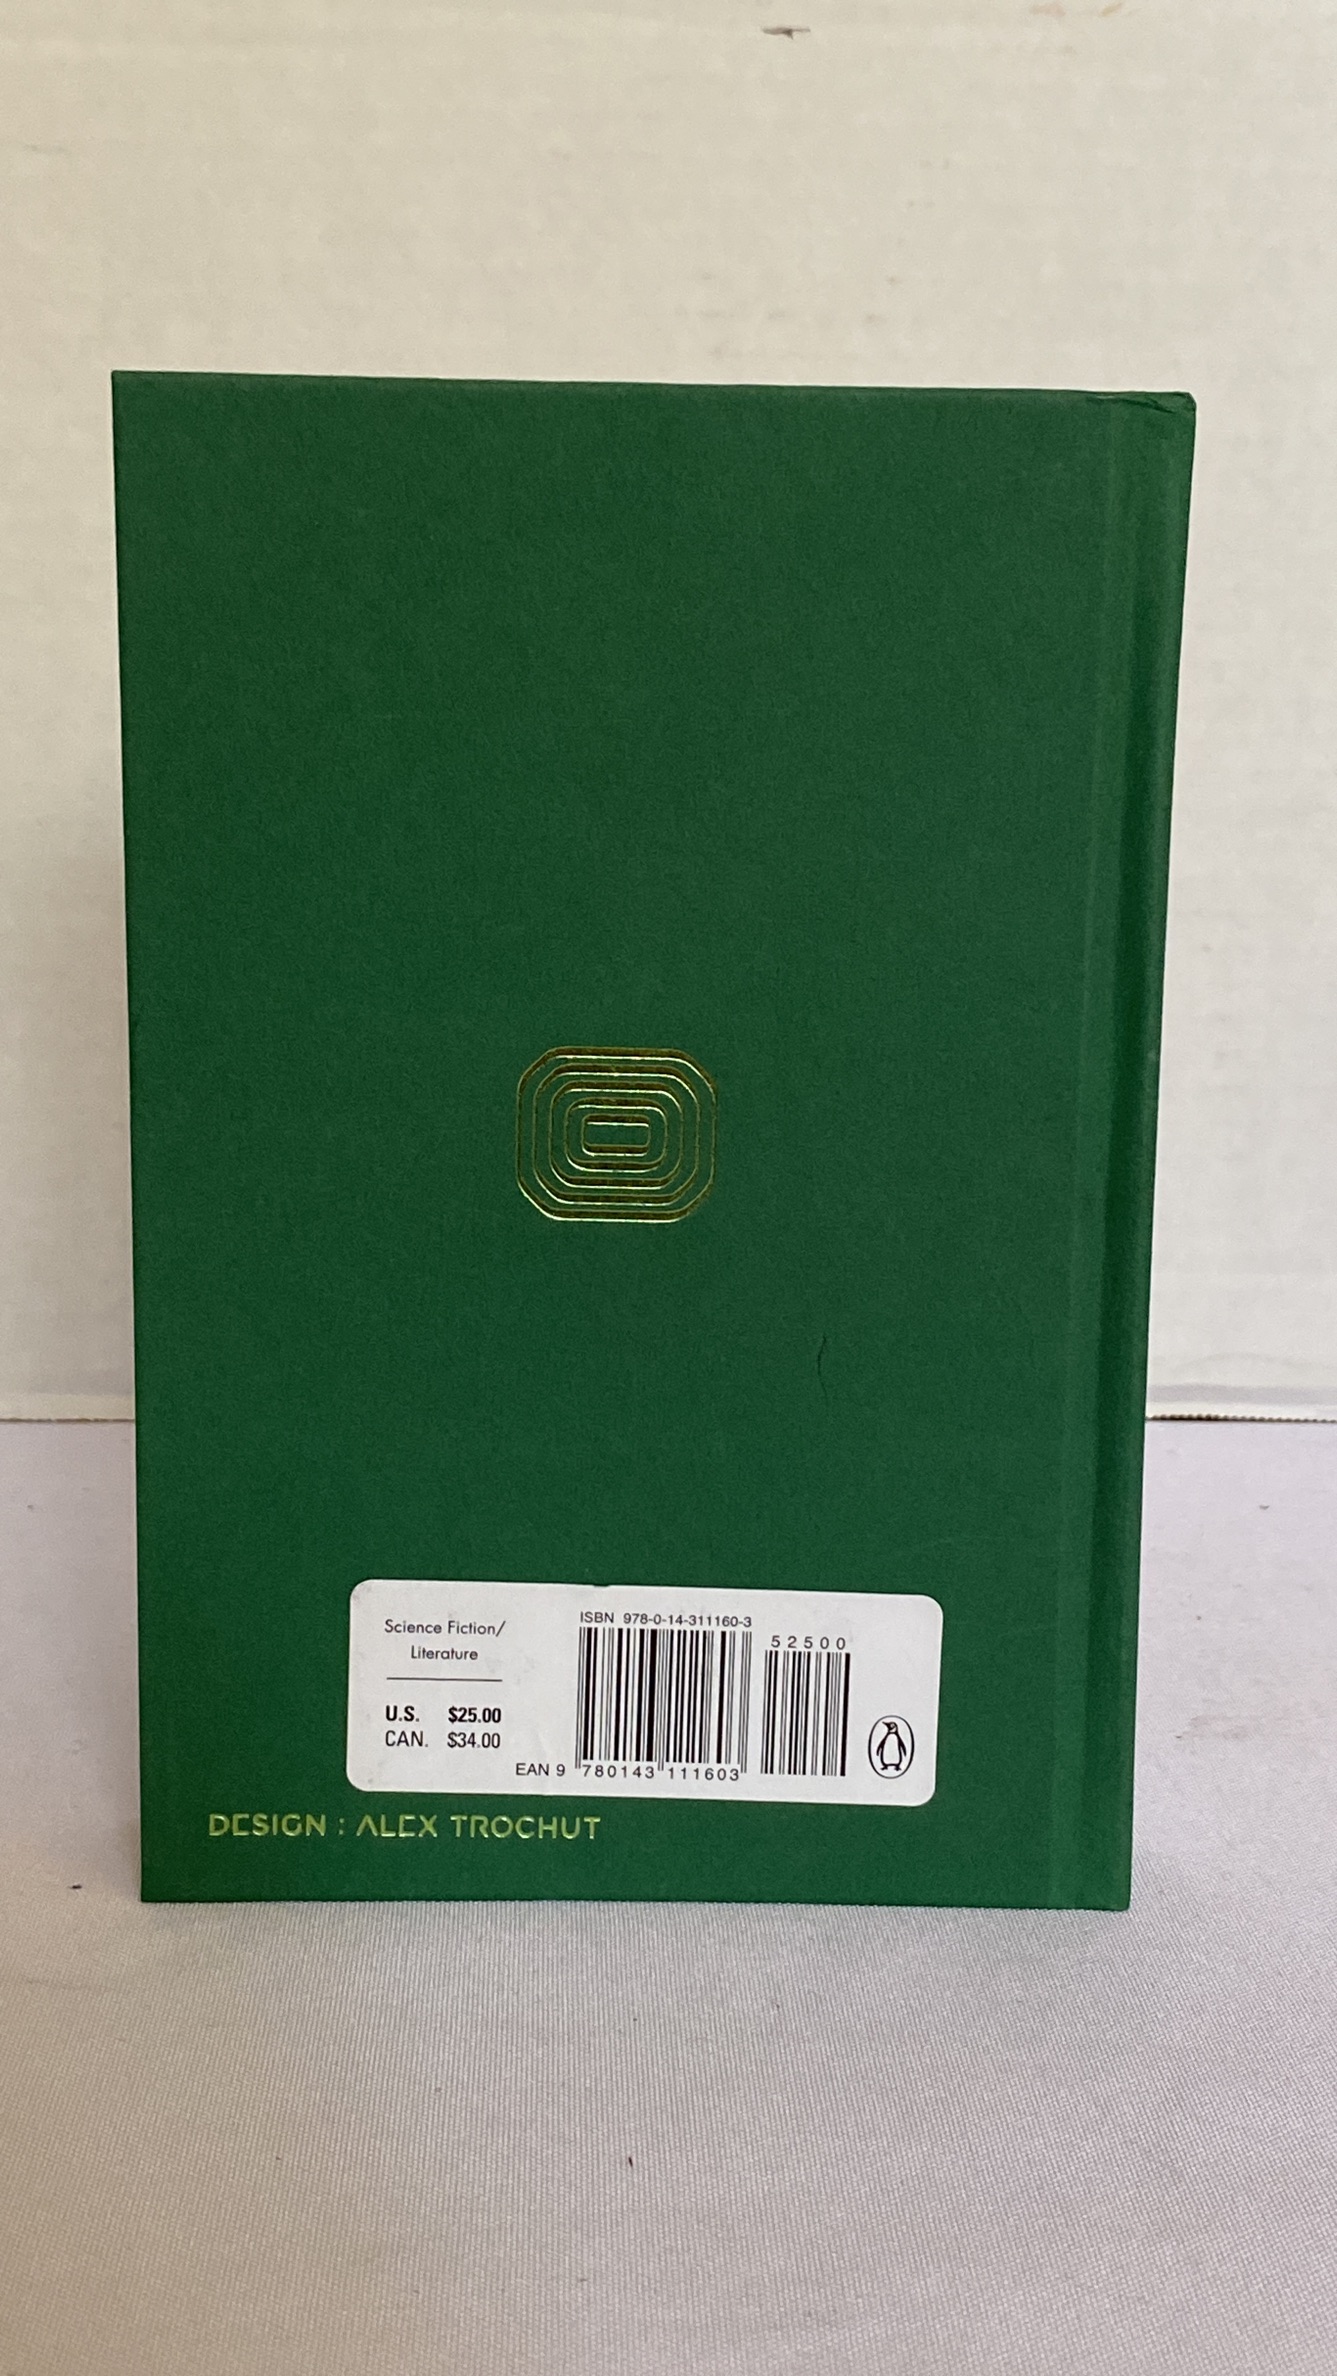 Science Fiction/
Literature
U.S. $25.00
CAN. $34.00
ISBN 978-0-14-311160-3
52500
EAN 9 780143 111603
DESIGN : ALEX TROCHUT